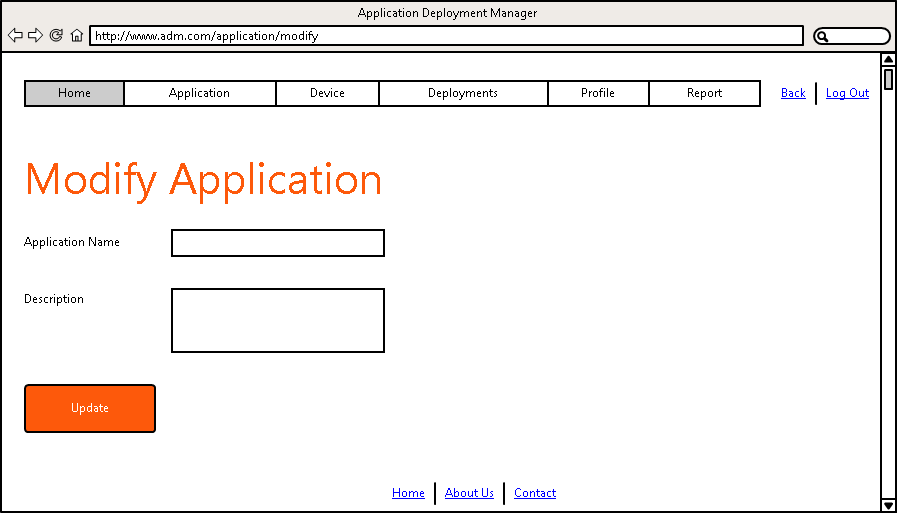 Application Deployment Manager
http://www.adm.com/application/modify
Home Application Device Deployments Profile Report Back Log Out
Modify Application
Application Name
Description
Update
Home About Us Contact